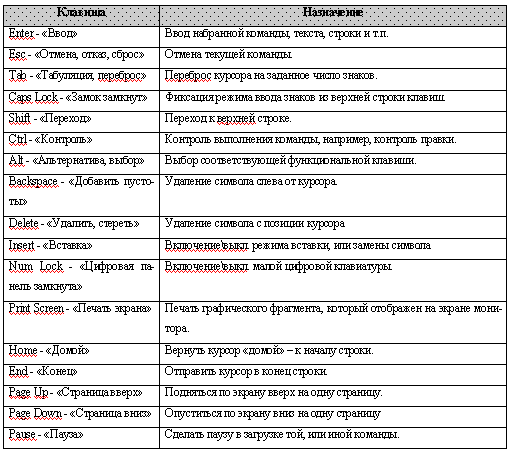 Клавиша Назначение
Enter - «Ввод» Ввод набранной команды, текста, строки и т.п.
Esc - «Отмена, отказ, сброс» Отмена текущей команды.
Tab - «Табуляция, переброс» Переброс курсора на заданное число знаков.
Caps Lock - «Замок замкнут» Фиксация режима ввода знаков из верхней строки клавиш.
Shift - «Переход» Переход к верхней строке.
Ctrl - «Контроль» Контроль выполнения команды, например, контроль правки.
Alt - «Альтернатива, выбор» Выбор соответствующей функциональной клавиши.
Backspace - «Добавить пусто- Удаление символа слева от курсора.
ты»
Delete - «Удалить, стереть» Удаление символа с позиции курсора
Insert - «Вставка» Включение\выкл. режима вставки, или замены символа
Num Lock - «Цифровая па- Включение\выкл. малой цифровой клавиатуры.
нель замкнута»
Print Screen - «Печать экрана» Печать графического фрагмента, который отображен на экране мони-
тора.
Home - «Домой» Вернуть курсор «домой» – к началу строки.
End - «Конец» Отправить курсор в конец строки.
Page Up - «Страница вверх» Подняться по экрану вверх на одну страницу.
Page Down - «Страница вниз» Опуститься по экрану вниз на одну страницу
Pause - «Пауза» Сделать паузу в загрузке той, или иной команды.